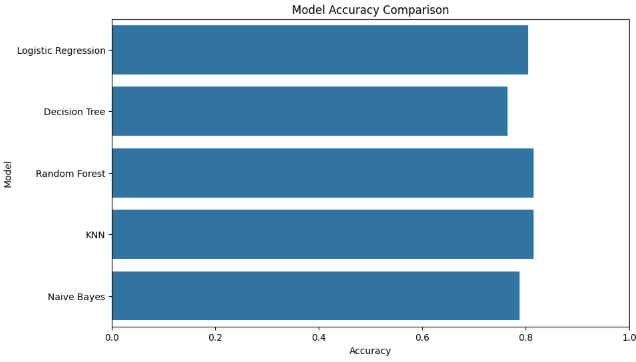 Model Accuracy Comparison
Logistic Regression
Decision Tree
Random Forest
KNN
Naive Bayes
Model
0.0 0.2 0.4 0.6 0.8 1.0
Accuracy